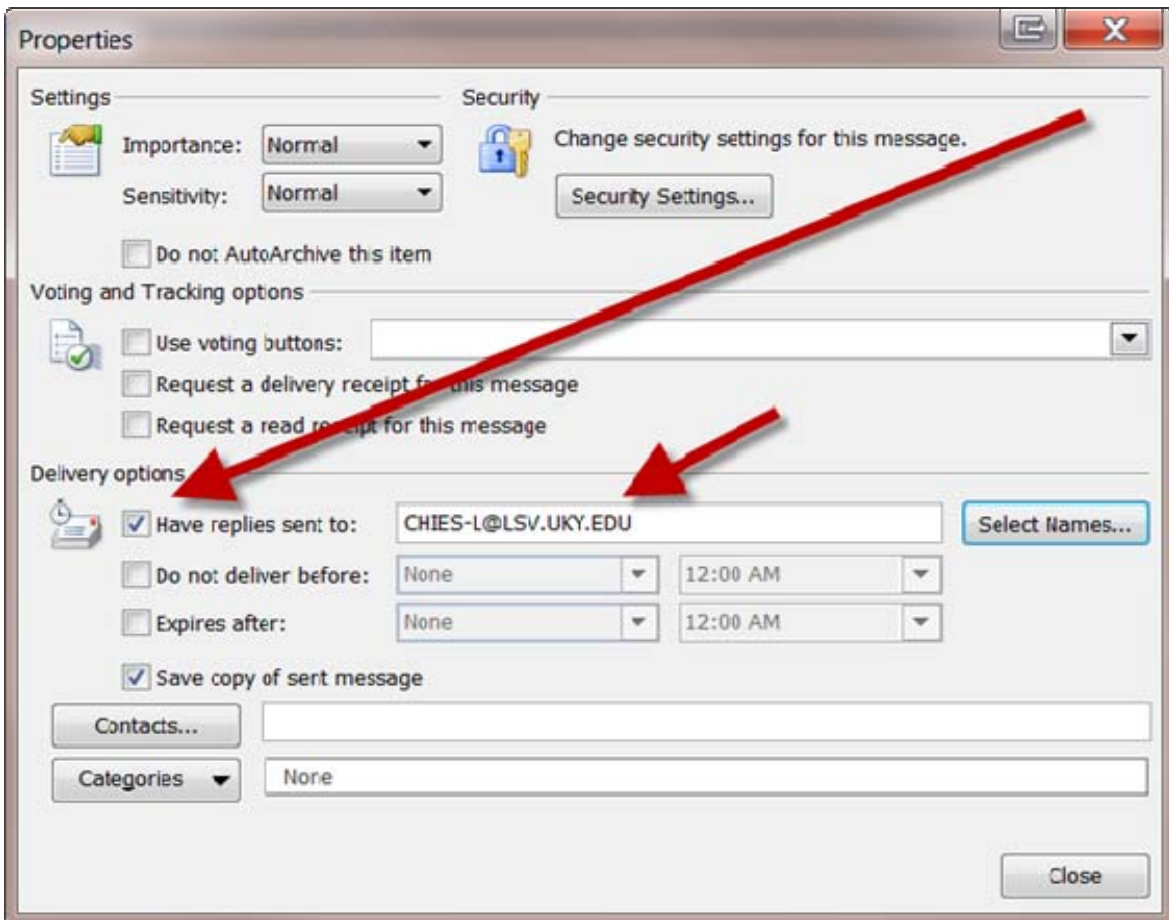 Properties
Settings
Security
Importance: Normal
Change security settings for this message.
Sensitivity: Normal
Security Settings...
Do not AutoArchive this item
Voting and Tracking options
Use voting buttons:
Request a delivery receipt for this message
Request a read receipt for this message
Delivery options
Have replies sent to: CHIES-L@LSV.UKY.EDU Select Names...
Do not deliver before: None 12:00 AM
Expires after: None 12:00 AM
Save copy of sent message
Contacts...
Categories None
Close